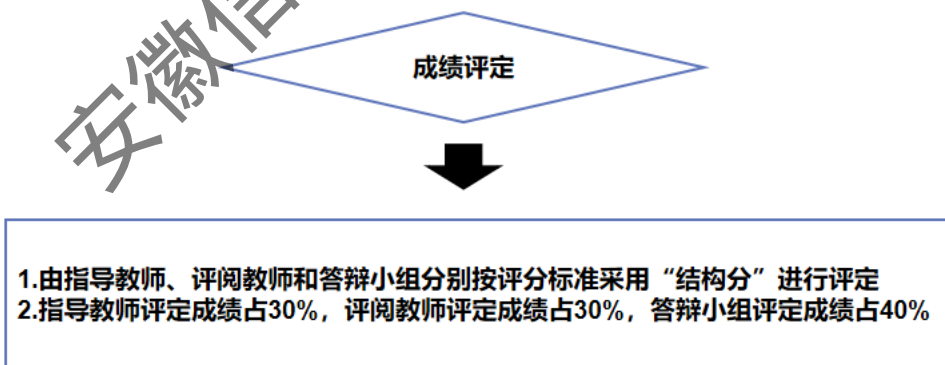 安徽信
成绩评定
1.由指导教师、评阅教师和答辩小组分别按评分标准采用“结构分”进行评定
2.指导教师评定成绩占30%，评阅教师评定成绩占30%，答辩小组评定成绩占40%